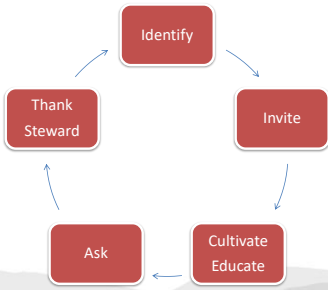 Identify
Invite
Cultivate
Educate
Ask
Thank
Steward